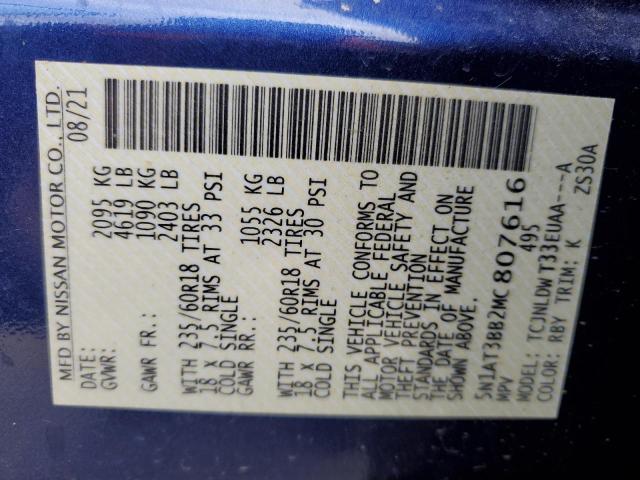 MFD BY NISSAN MOTOR CO., LTD.
DATE: 08/21
GVWR: 2095 KG
4619 LB
GAWR FR.: 1090 KG
2403 LB
WITH 235/60R18 TIRES
18 X 7.5 RIMS AT 33 PSI
COLD SINGLE
GAWR RR.: 1055 KG
2326 LB
WITH 235/60R18 TIRES
18 X 7.5 RIMS AT 30 PSI
COLD SINGLE
THIS VEHICLE CONFORMS TO
ALL APPLICABLE FEDERAL
MOTOR VEHICLE SAFETY AND
THEFT PREVENTION
STANDARDS IN EFFECT ON
THE DATE OF MANUFACTURE
SHOWN ABOVE.
5N1AT3BB2MC807616
MPV 495
MODEL: TCJNLDWT33EUAA---A
COLOR: RBY TRIM: K ZS30A